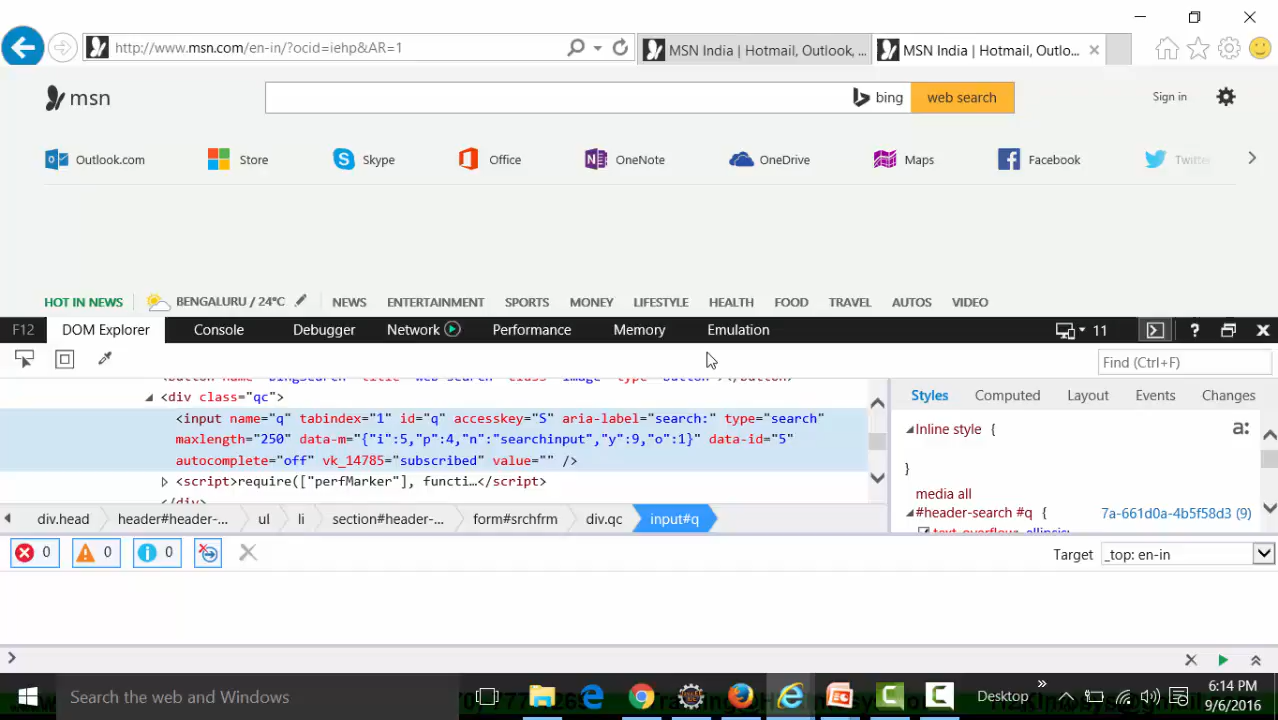 http://www.msn.com/en-in/?ocid=iehp&AR=1
MSN India | Hotmail, Outlook, ...
MSN India | Hotmail, Outlo...
msn
bing
web search
Sign in
Outlook.com
Store
Skype
Office
OneNote
OneDrive
Maps
Facebook
Twitte
HOT IN NEWS
BENGALURU / 24°C
NEWS
ENTERTAINMENT
SPORTS
MONEY
LIFESTYLE
HEALTH
FOOD
TRAVEL
AUTOS
VIDEO
F12
DOM Explorer
Console
Debugger
Network
Performance
Memory
Emulation
11
?
Find (Ctrl+F)
<div class="qc">
<input name="q" tabindex="1" id="q" accesskey="S" aria-label="search:" type="search"
maxlength="250" data-m="{"i":5,"p":4,"n":"searchinput","y":9,"o":1}" data-id="5"
autocomplete="off" vk_14785="subscribed" value="" />
<script>require(["perfMarker"], functi...</script>
</div>
Styles
Computed
Layout
Events
Changes
Inline style {
a:
}
media all
#header-search #q {
7a-661d0a-4b5f58d3 (9)
text-overflow: ellipsis;
div.head
header#header-...
ul
li
section#header-...
form#srchfrm
div.qc
input#q
0
0
0
Target
_top: en-in
Search the web and Windows
Desktop
6:14 PM
9/6/2016